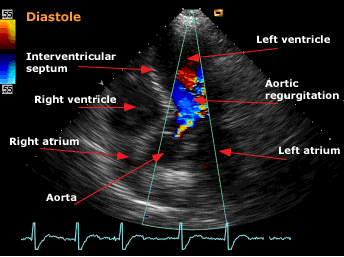 55
Diastole
Left ventricle
Interventricular
septum
Aortic
regurgitation
55
Right ventricle
Right atrium
Left atrium
Aorta